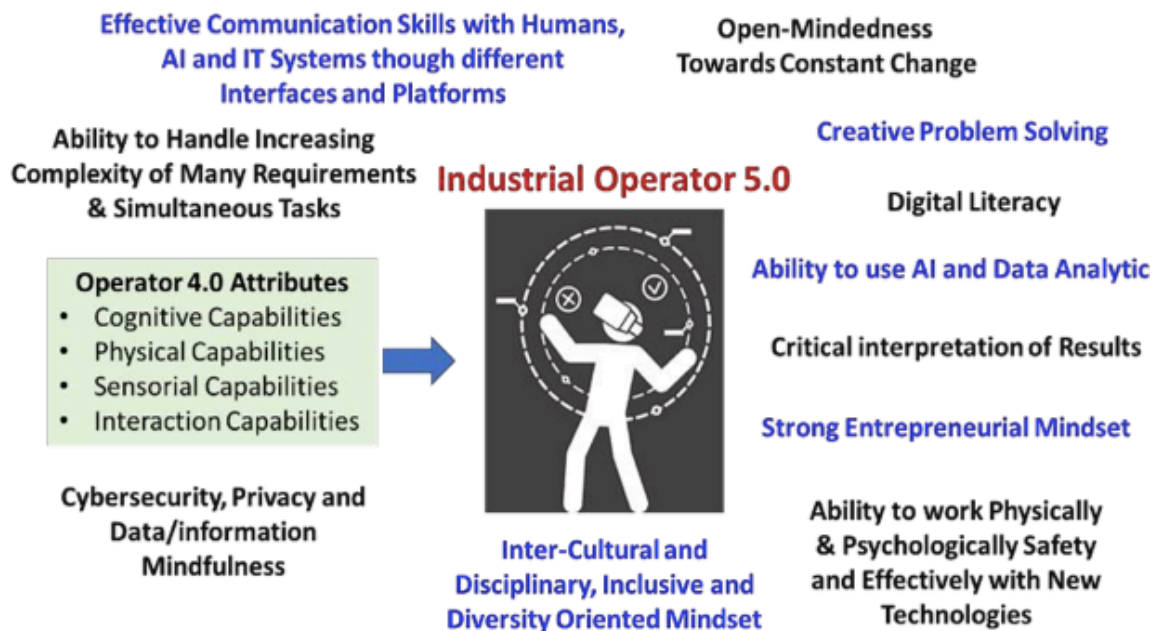 Effective Communication Skills with Humans,
AI and IT Systems though different
Interfaces and Platforms
Open-Mindedness
Towards Constant Change
Ability to Handle Increasing
Complexity of Many Requirements
& Simultaneous Tasks
Industrial Operator 5.0
Creative Problem Solving
Digital Literacy
Operator 4.0 Attributes
• Cognitive Capabilities
• Physical Capabilities
• Sensorial Capabilities
• Interaction Capabilities
Ability to use AI and Data Analytic
Critical interpretation of Results
Strong Entrepreneurial Mindset
Cybersecurity, Privacy and
Data/information
Mindfulness
Inter-Cultural and
Disciplinary, Inclusive and
Diversity Oriented Mindset
Ability to work Physically
& Psychologically Safety
and Effectively with New
Technologies